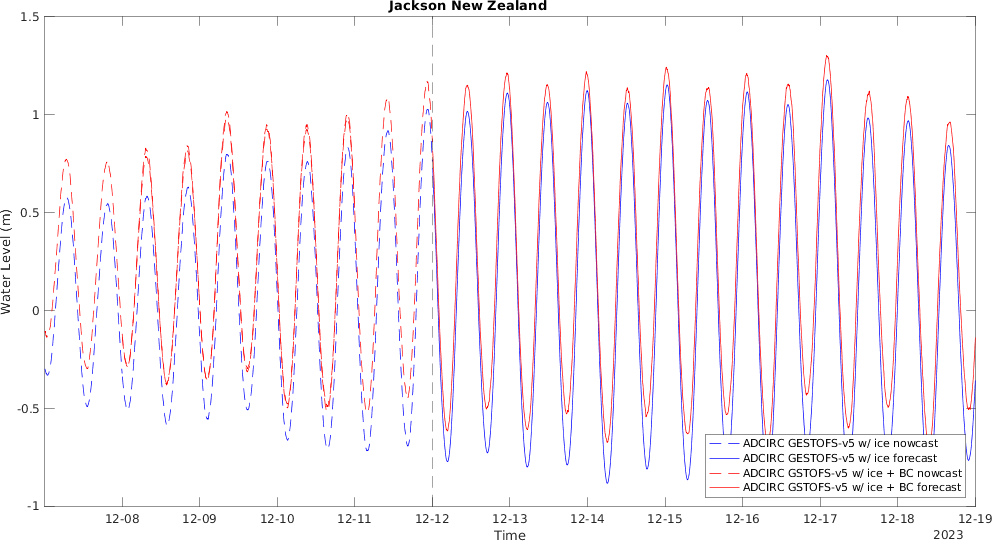 Jackson New Zealand
Water Level (m)
1.5
1
0.5
0
-0.5
-1
ADCIRC GESTOFS-v5 w/ ice nowcast
ADCIRC GESTOFS-v5 w/ ice forecast
ADCIRC GSTOFS-v5 w/ ice + BC nowcast
ADCIRC GSTOFS-v5 w/ ice + BC forecast
12-08 12-09 12-10 12-11 12-12 12-13 12-14 12-15 12-16 12-17 12-18 12-19
Time
2023